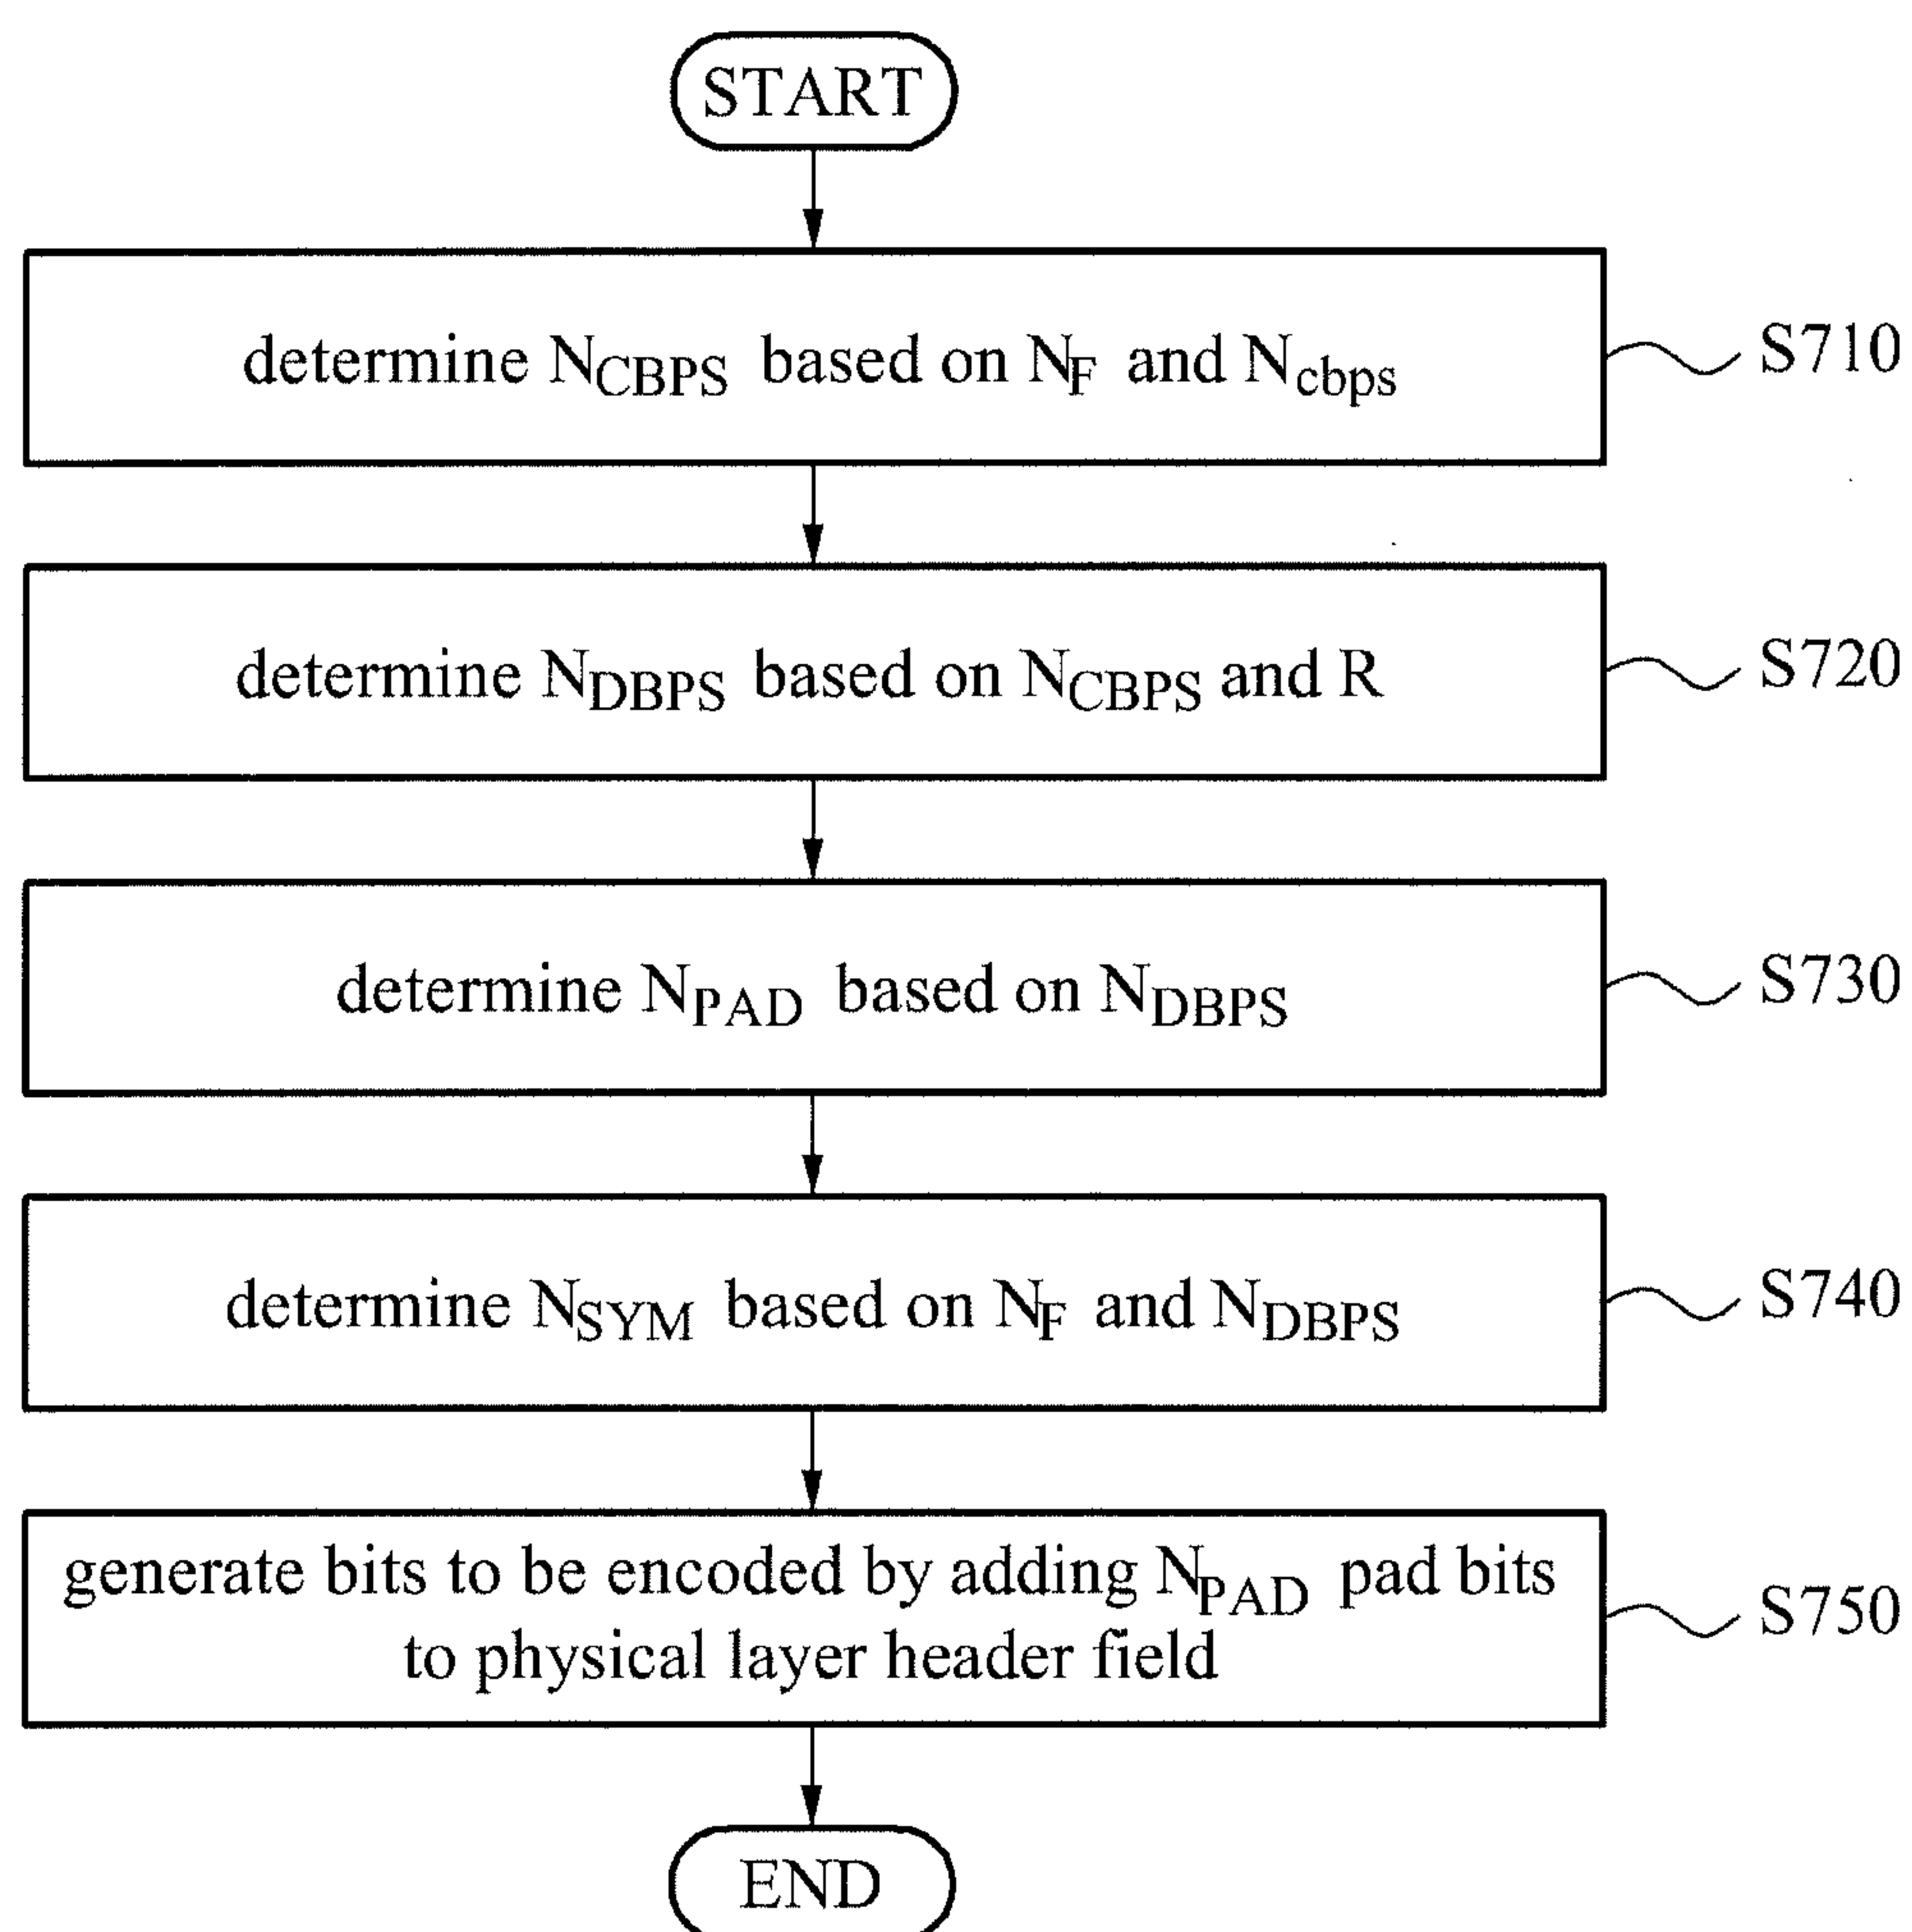 START
determine NCBPS based on NF and Ncbps
S710
determine NDBPS based on NCBPS and R
S720
determine NPAD based on NDBPS
S730
determine NSYM based on NF and NDBPS
S740
generate bits to be encoded by adding NPAD pad bits
to physical layer header field
S750
END